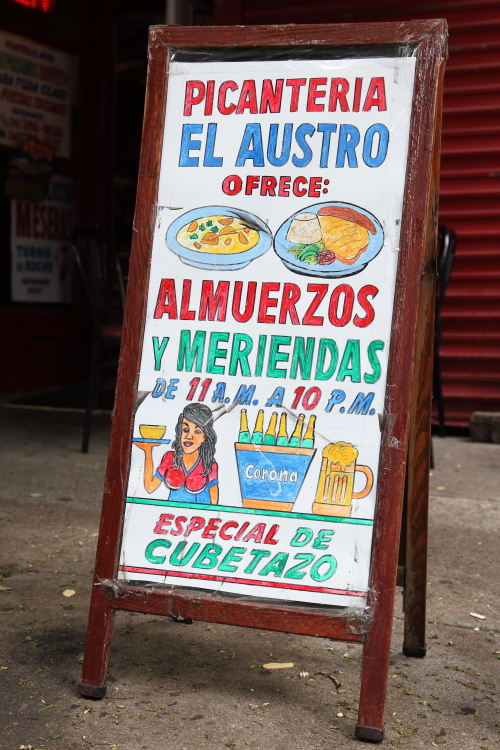 PICANTERIA
EL AUSTRO
OFRECE:
ALMUERZOS
Y MERIENDAS
DE 11 A.M. A 10 P.M.
Corona
ESPECIAL DE
CUBETAZO